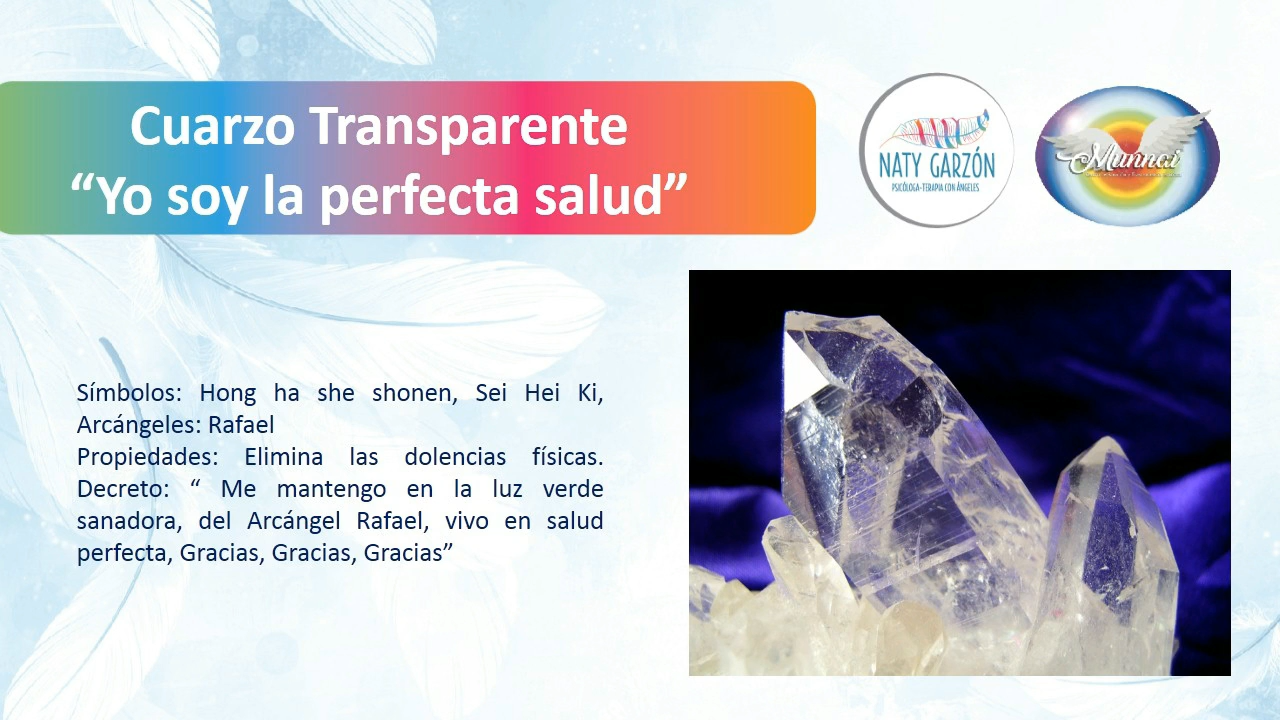 Cuarzo Transparente
“Yo soy la perfecta salud”
NATY GARZÓN
PSICÓLOGA-TERAPIA CON ÁNGELES
Munnai
Símbolos: Hong ha she shonen, Sei Hei Ki,
Arcángeles: Rafael
Propiedades: Elimina las dolencias físicas.
Decreto: “ Me mantengo en la luz verde
sanadora, del Arcángel Rafael, vivo en salud
perfecta, Gracias, Gracias, Gracias”